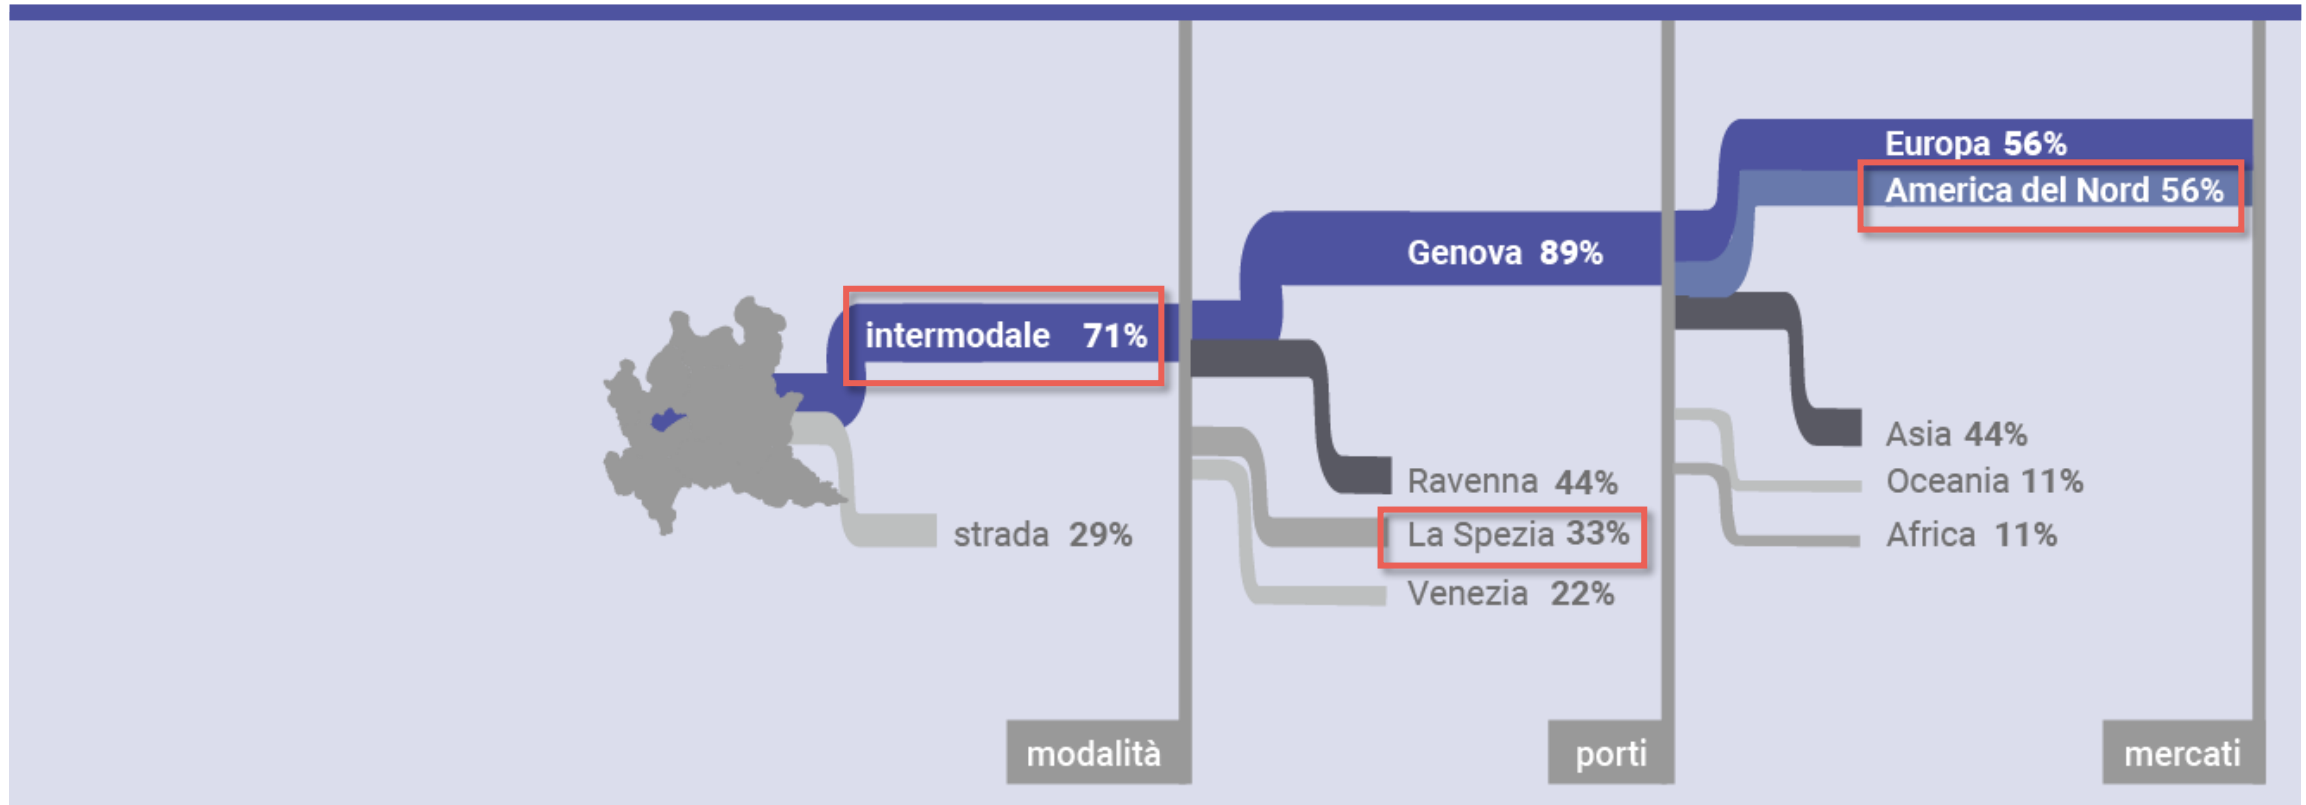 intermodale 71%
strada 29%
modalità
Genova 89%
Ravenna 44%
La Spezia 33%
Venezia 22%
porti
Europa 56%
America del Nord 56%
Asia 44%
Oceania 11%
Africa 11%
mercati